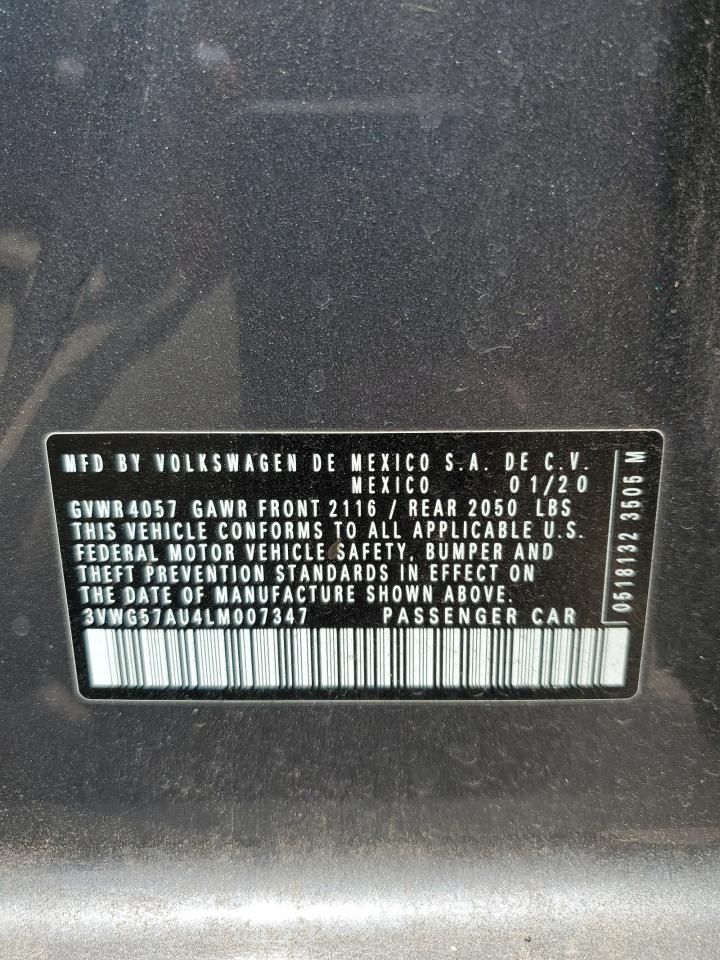 MFD BY VOLKSWAGEN DE MEXICO S.A. DE C.V.
MEXICO 01/20
GVWR 4057 GAWR FRONT 2116 / REAR 2050 LBS
THIS VEHICLE CONFORMS TO ALL APPLICABLE U.S.
FEDERAL MOTOR VEHICLE SAFETY, BUMPER AND
THEFT PREVENTION STANDARDS IN EFFECT ON
THE DATE OF MANUFACTURE SHOWN ABOVE.
3VWG57AU4LM007347 PASSENGER CAR
0518132 3505 M